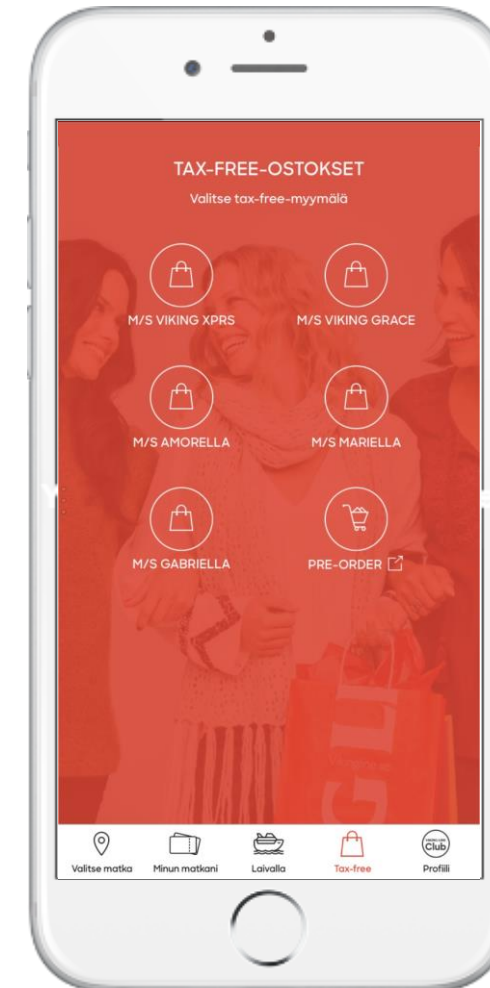 TAX-FREE-OSTOKSET
Valitse tax-free-myymälä
M/S VIKING XPRS
M/S VIKING GRACE
M/S AMORELLA
M/S MARIELLA
M/S GABRIELLA
PRE-ORDER
GLI
Valitse matka
Minun matkani
Laivalla
Club
Tax-free
Profiili